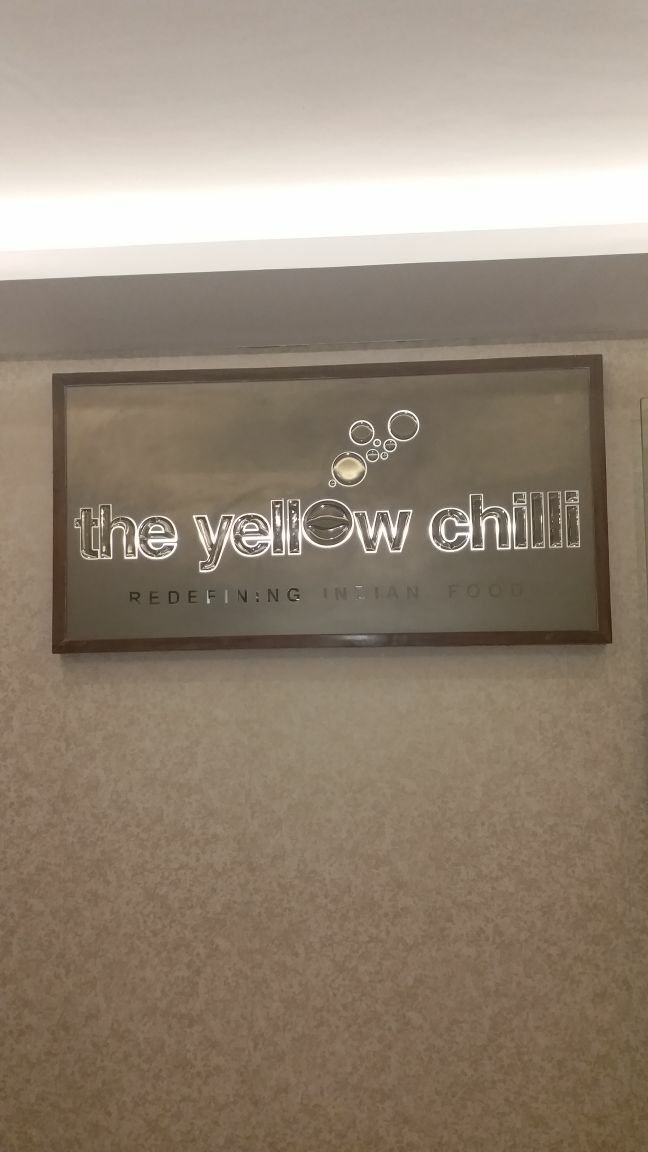 the yellow chilli
REDEFINING INDIAN FOOD